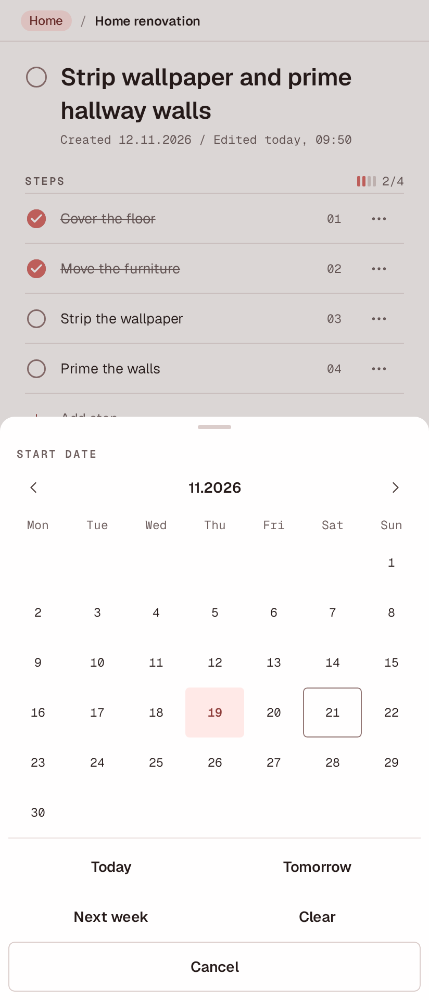 Home / Home renovation
Strip wallpaper and prime
hallway walls
Created 12.11.2026 / Edited today, 09:50
STEPS 2/4
Cover the floor 01 •••
Move the furniture 02 •••
Strip the wallpaper 03 •••
Prime the walls 04 •••
Add step
START DATE
11.2026
Mon Tue Wed Thu Fri Sat Sun
1
2 3 4 5 6 7 8
9 10 11 12 13 14 15
16 17 18 19 20 21 22
23 24 25 26 27 28 29
30
Today Tomorrow
Next week Clear
Cancel